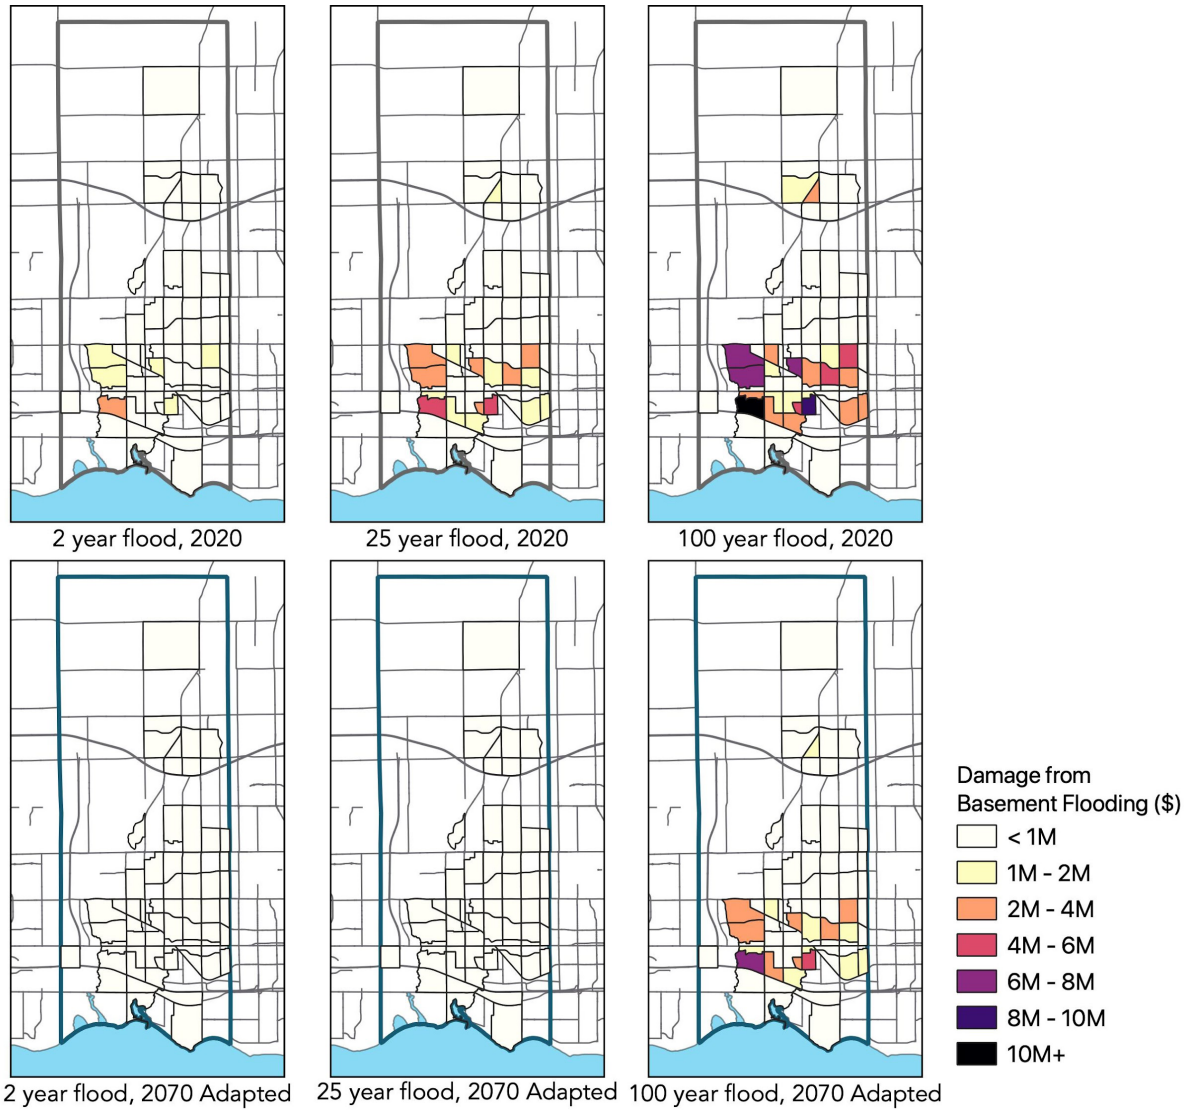 2 year flood, 2020
25 year flood, 2020
100 year flood, 2020
Damage from
Basement Flooding ($)
< 1M
1M - 2M
2M - 4M
4M - 6M
6M - 8M
8M - 10M
10M+
2 year flood, 2070 Adapted
25 year flood, 2070 Adapted
100 year flood, 2070 Adapted